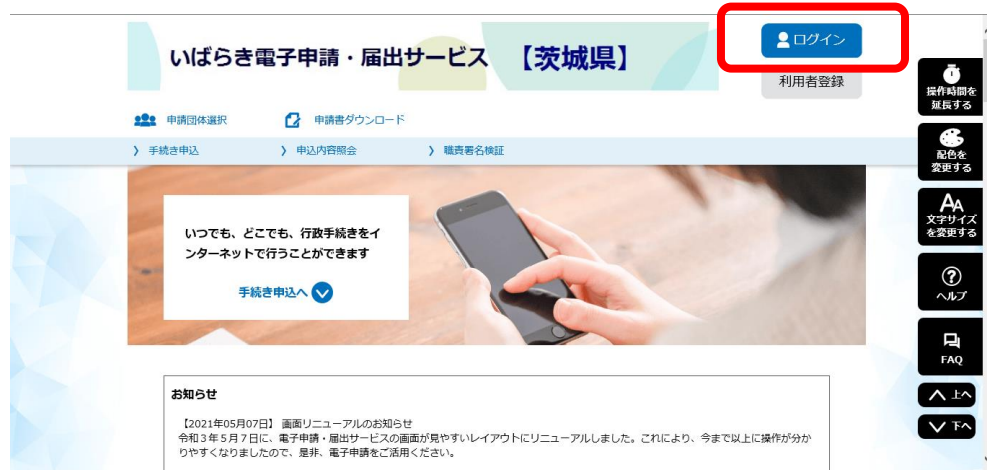 いばらき電子申請・届出サービス 【茨城県】
ログイン
利用者登録
申請団体選択 申請書ダウンロード
〉 手続き申込 〉 申込内容照会 〉 職責署名検証
いつでも、どこでも、行政手続きをイ
ンターネットで行うことができます
手続き申込へ
お知らせ
【2021年05月07日】 画面リニューアルのお知らせ
令和3年5月7日に、電子申請・届出サービスの画面が見やすいレイアウトにリニューアルしました。これにより、今まで以上に操作が分か
りやすくなりましたので、是非、電子申請をご活用ください。
操作時間を
延長する
配色を
変更する
AA
文字サイズ
を変更する
?
ヘルプ
FAQ
上へ
下へ